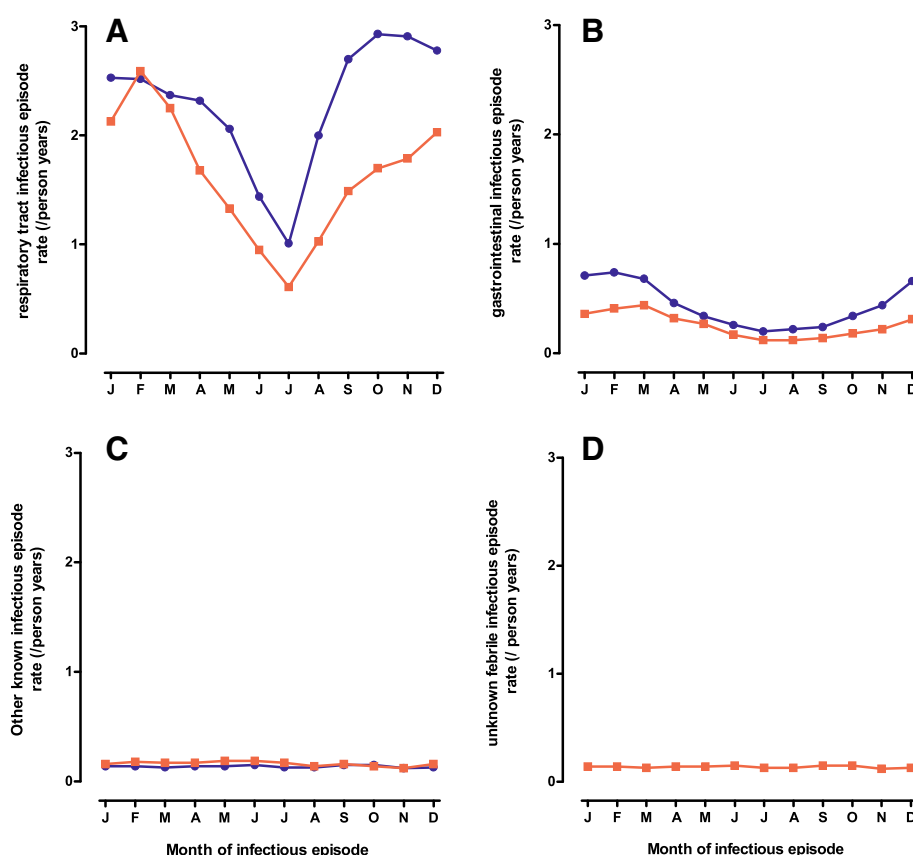 A
respiratory tract infectious episode
rate (/person years)
3
2
1
0
J F M A M J J A S O N D
B
gastrointestinal infectious episode
rate (/person years)
3
2
1
0
J F M A M J J A S O N D
C
Other known infectious episode
rate (/person years)
3
2
1
0
J F M A M J J A S O N D
Month of infectious episode
D
unknown febrile infectious episode
rate (/ person years)
3
2
1
0
J F M A M J J A S O N D
Month of infectious episode